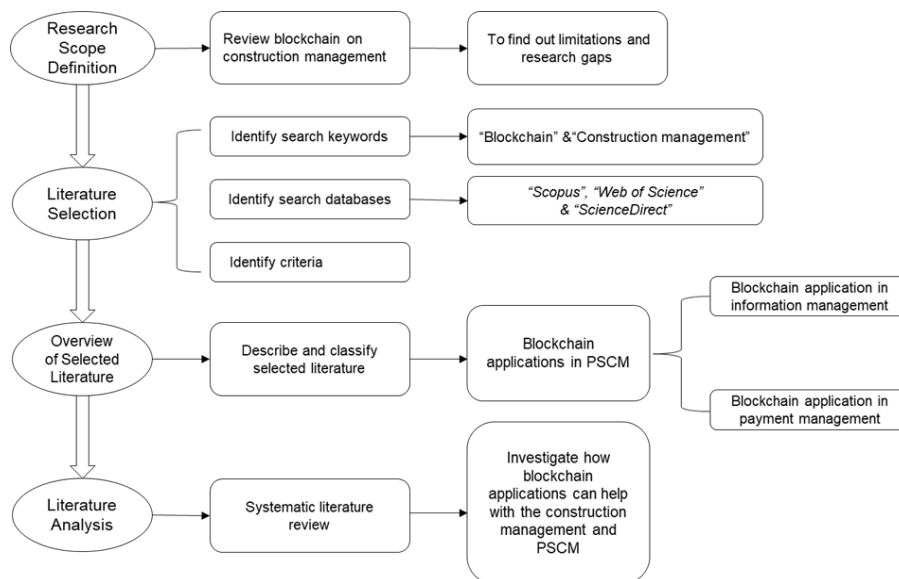 Research
Scope
Definition
Review blockchain on
construction management
To find out limitations and
research gaps
Literature
Selection
Identify search keywords
“Blockchain” &“Construction management”
Identify search databases
“Scopus”, “Web of Science”
& “ScienceDirect”
Identify criteria
Overview
of Selected
Literature
Describe and classify
selected literature
Blockchain
applications in PSCM
Blockchain application in
information management
Blockchain application in
payment management
Literature
Analysis
Systematic literature
review
Investigate how
blockchain
applications can help
with the construction
management and
PSCM